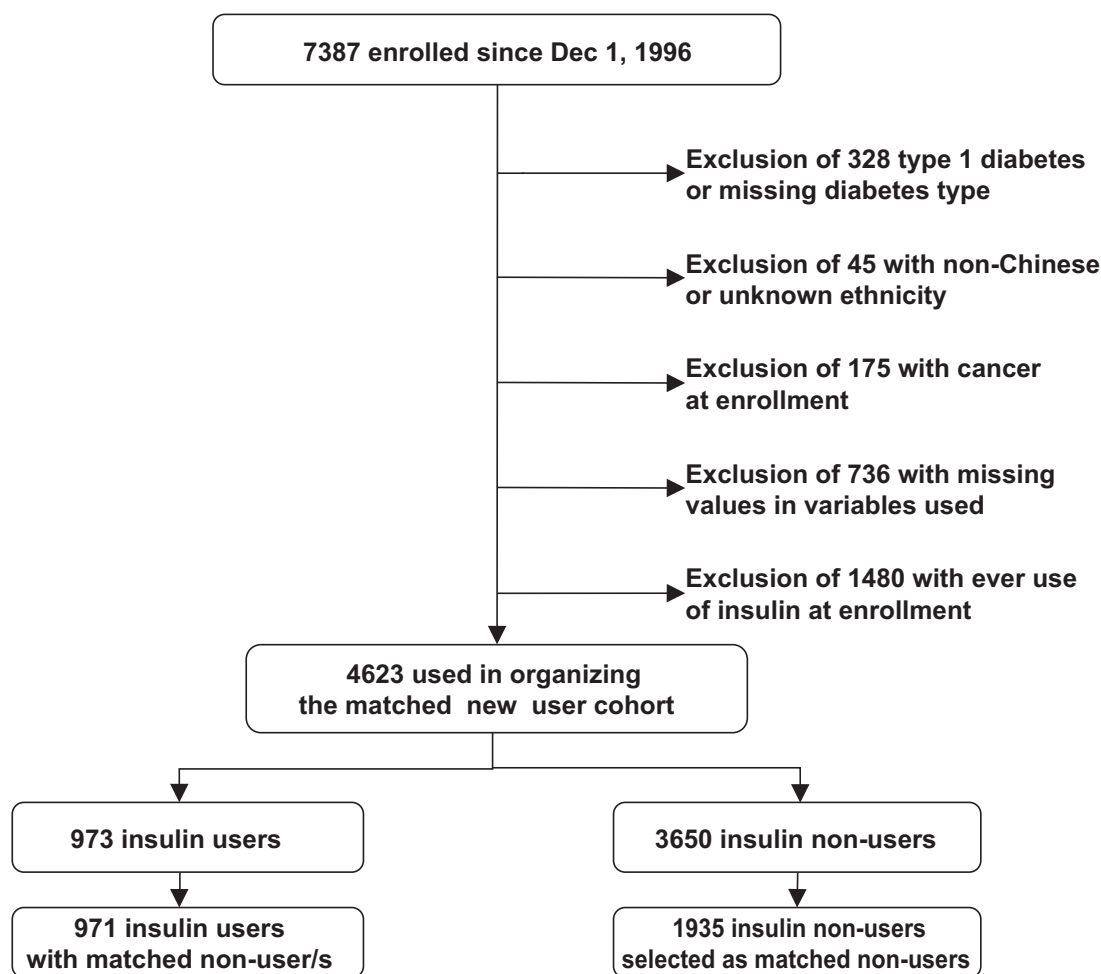 7387 enrolled since Dec 1, 1996
Exclusion of 328 type 1 diabetes
or missing diabetes type
Exclusion of 45 with non-Chinese
or unknown ethnicity
Exclusion of 175 with cancer
at enrollment
Exclusion of 736 with missing
values in variables used
Exclusion of 1480 with ever use
of insulin at enrollment
4623 used in organizing
the matched new user cohort
973 insulin users
3650 insulin non-users
971 insulin users
with matched non-user/s
1935 insulin non-users
selected as matched non-users